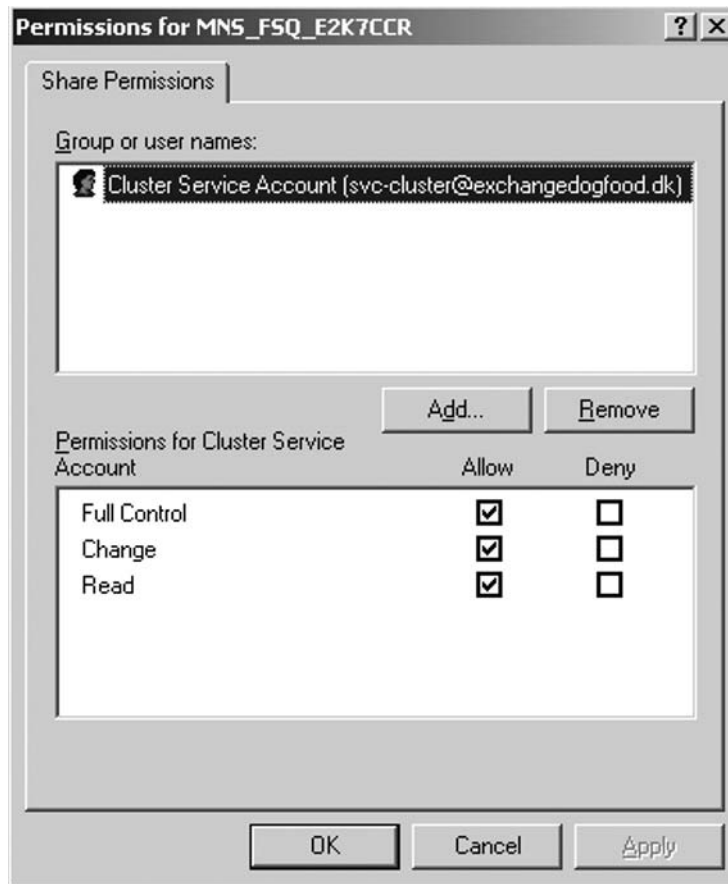 Permissions for MNS_FSQ_E2K7CCR
Share Permissions
Group or user names:
Cluster Service Account (svc-cluster@exchangedogfood.dk)
Add... Remove
Permissions for Cluster Service
Account Allow Deny
Full Control
Change
Read
OK Cancel Apply